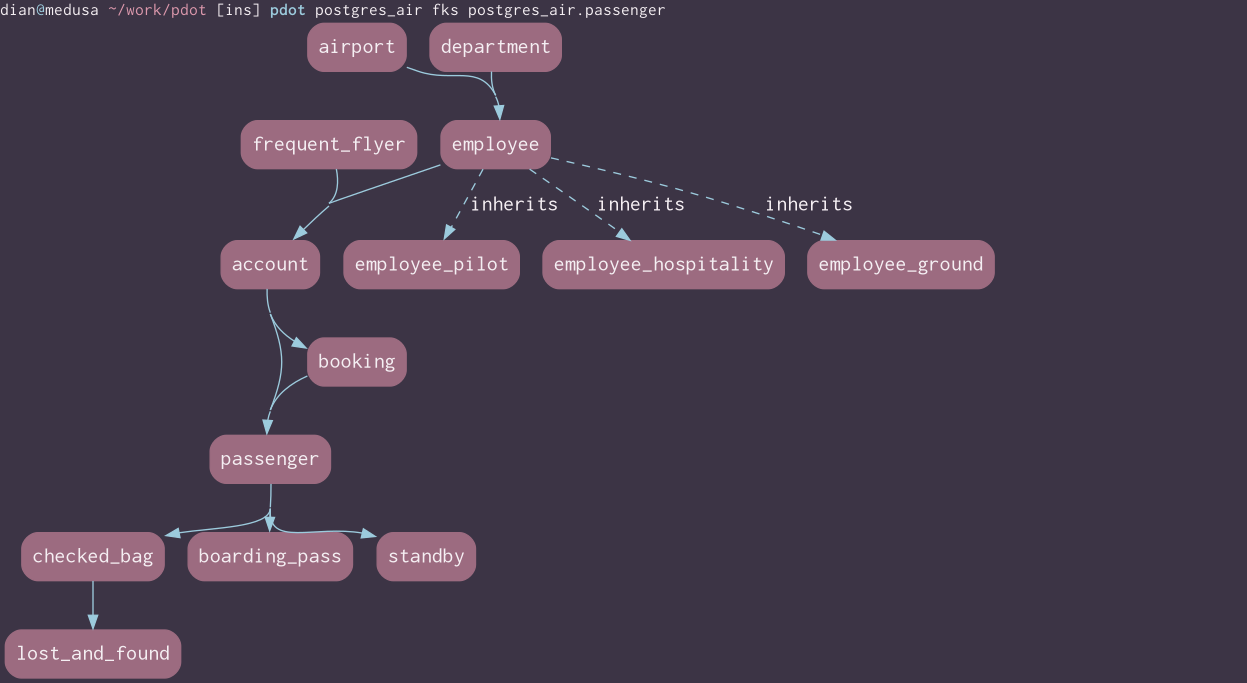 dian@medusa ~/work/pdot [ins] pdot postgres_air fks postgres_air.passenger
airport department
frequent_flyer employee
inherits inherits inherits
account employee_pilot employee_hospitality employee_ground
booking
passenger
checked_bag boarding_pass standby
lost_and_found